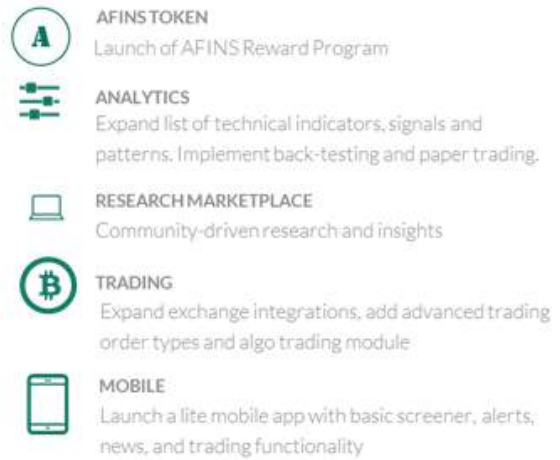 A
AFINS TOKEN
Launch of AFINS Reward Program
ANALYTICS
Expand list of technical indicators, signals and
patterns. Implement back-testing and paper trading.
RESEARCH MARKETPLACE
Community-driven research and insights
TRADING
Expand exchange integrations, add advanced trading
order types and algo trading module
MOBILE
Launch a lite mobile app with basic screener, alerts,
news, and trading functionality